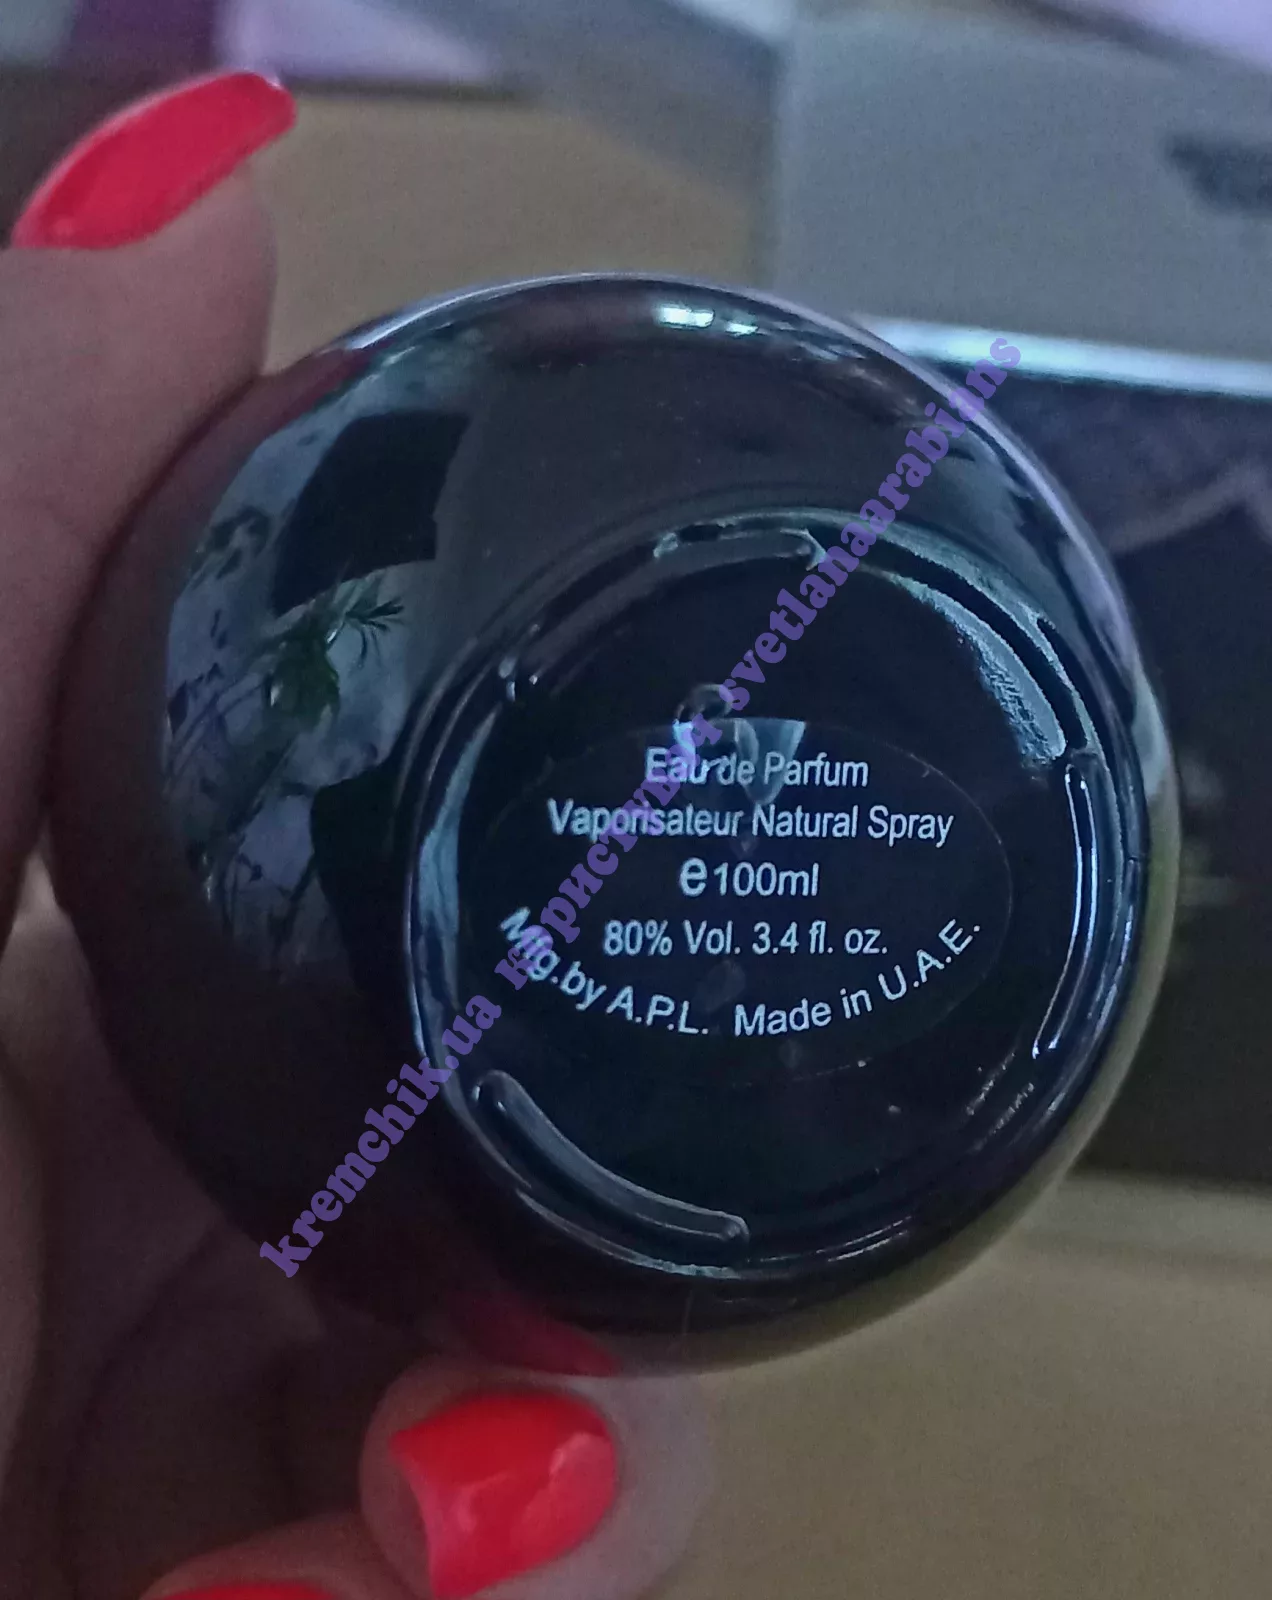 Eau de Parfum
Vaporisateur Natural Spray
e 100ml
80% Vol. 3.4 fl. oz.
Mfg.by A.P.L. Made in U.A.E.
kremchik.ua користувач svetlanaarabians